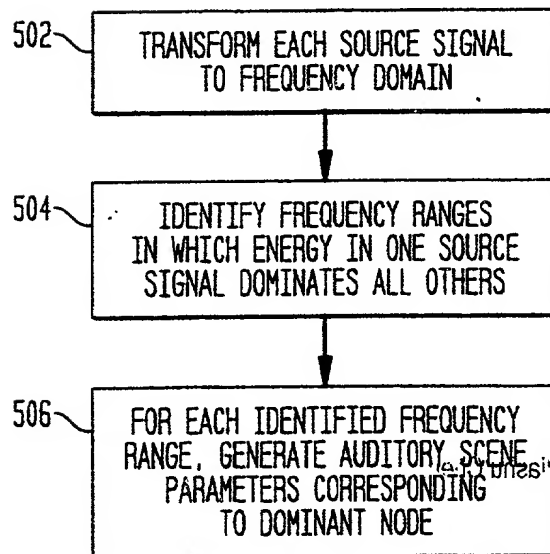 502
TRANSFORM EACH SOURCE SIGNAL
TO FREQUENCY DOMAIN
504
IDENTIFY FREQUENCY RANGES
IN WHICH ENERGY IN ONE SOURCE
SIGNAL DOMINATES ALL OTHERS
506
FOR EACH IDENTIFIED FREQUENCY
RANGE, GENERATE AUDITORY SCENE
PARAMETERS CORRESPONDING
TO DOMINANT NODE